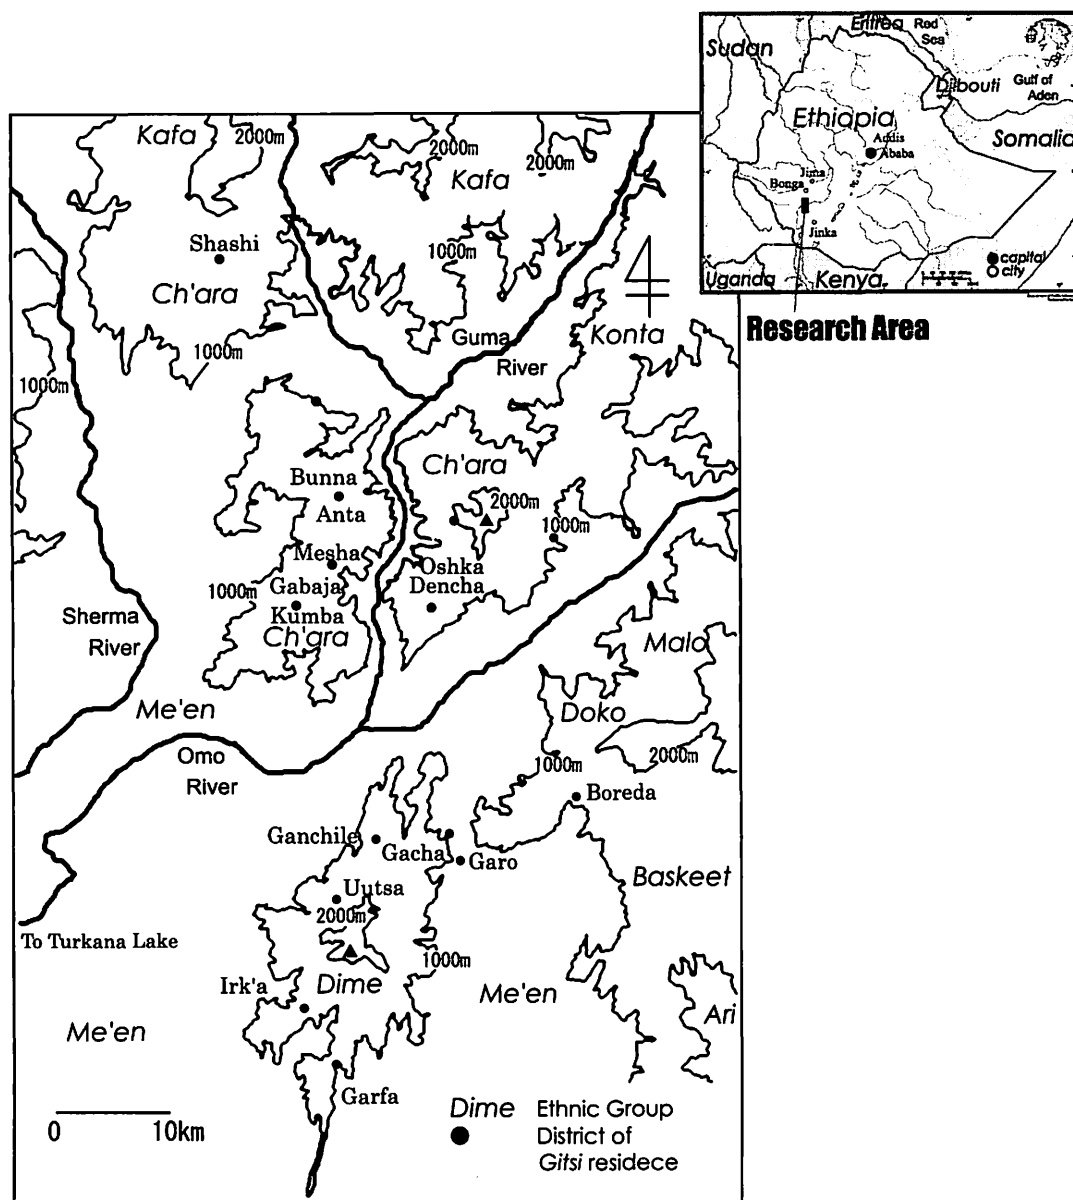 Eritrea
Red
Sea
Sudan
Djibouti
Gulf of
Aden
Ethiapia
Addis
Ababa
Somalia
Jima
Bonga
Jinka
capital
city
Uganda
Kenya
Research Area
Kafa
2000m
2000m
2000m
Kafa
Shashi
1000m
Ch'ara
Guma
River
Konta
1000m
1000m
Ch'ara
Bunna
Anta
2000m
1000m
Mesha
Oshka
Dencha
1000m
Gabaja
Kumba
Ch'ara
Sherma
River
Malo
Me'en
Doko
Omo
River
2000m
1000m
Boreda
Ganchile
Gacha
Garo
Baskeet
Uutsa
2000m
To Turkana Lake
1000m
Irk'a
Dime
Me'en
Ari
Me'en
Garfa
0
10km
Dime Ethnic Group
District of
Gitsi residece